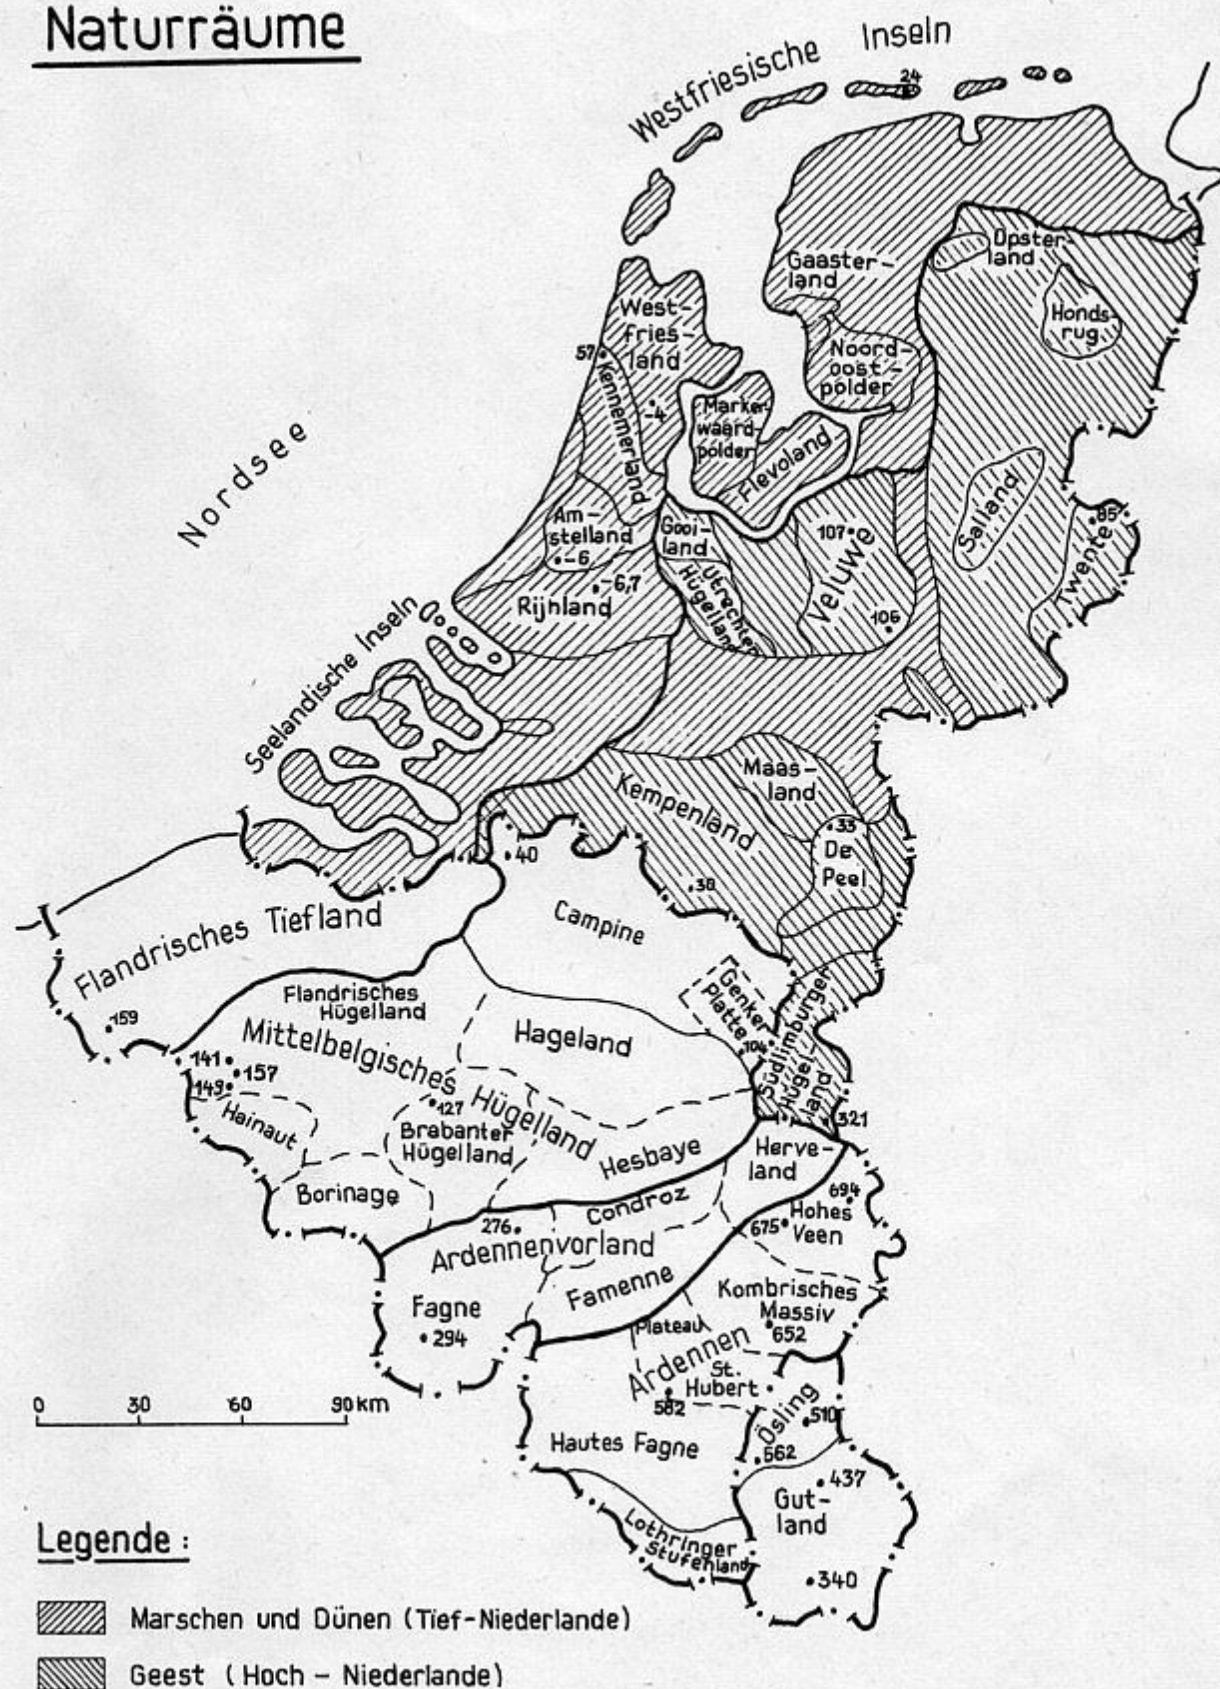 Naturräume
Westfriesische Inseln
24
Opster-
land
Gaaster-
land
Honds-
rug
West-
fries-
land
57
Kennemerland
-4
Noord-
oost-
polder
Marker-
waard-
polder
Flevoland
Nordsee
Salland
85
Twente
Am-
stelland
-6
Gooi-
land
107
Veluwe
106
-6,7
Rijnland
Utrechter
Hügelland
Seelandische Inseln
Maas-
land
Kempenland
33
De
Peel
30
40
Flandrisches Tiefland
Campine
Genker
Platte
104
Südlimburger
Hügel-
land
321
159
Flandrisches
Hügelland
Mittelbelgisches Hügelland
Hageland
141
157
149
Hainaut
127
Brabanter
Hügelland
Hesbaye
Herve-
land
Borinage
Condroz
694
675
Hohes
Veen
276
Ardennenvorland
Famenne
Kombrisches
Massiv
652
Fagne
294
Plateau
Ardennen
St.
Hubert
582
Ösling
510
0 30 60 90 km
Hautes Fagne
562
437
Gut-
land
Lothringer
Stufenland
340
Legende :
Marschen und Dünen (Tief-Niederlande)
Geest (Hoch - Niederlande)